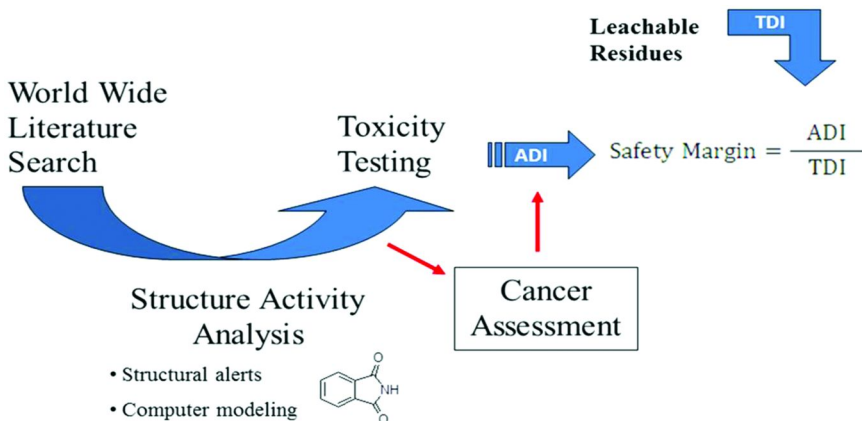 World Wide
Literature
Search
Toxicity
Testing
Structure Activity
Analysis
• Structural alerts
• Computer modeling
O
NH
O
Cancer
Assessment
ADI
Leachable
Residues
TDI
Safety Margin = ADI
TDI